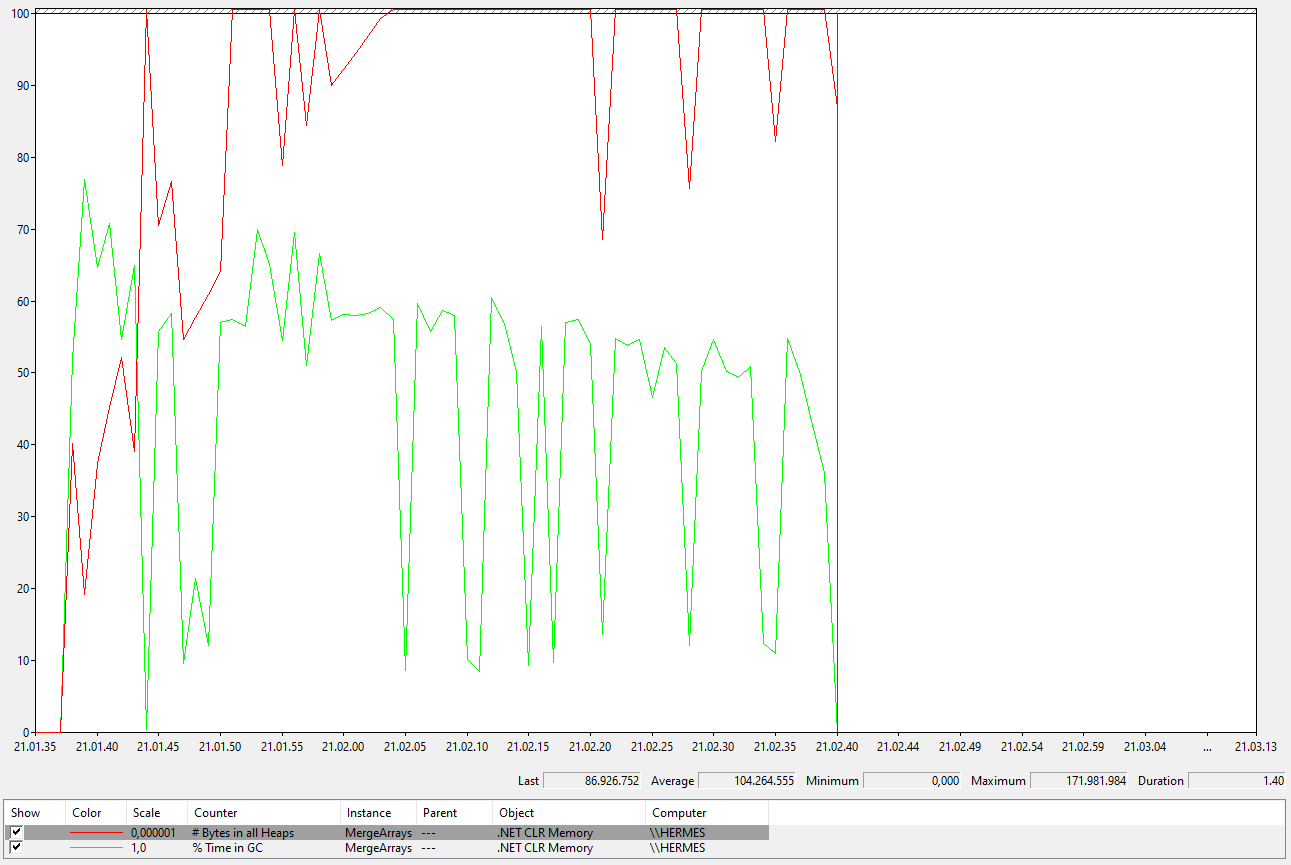 100
90
80
70
60
50
40
30
20
10
0
21.01.35 21.01.40 21.01.45 21.01.50 21.01.55 21.02.00 21.02.05 21.02.10 21.02.15 21.02.20 21.02.25 21.02.30 21.02.35 21.02.40 21.02.44 21.02.49 21.02.54 21.02.59 21.03.04 ... 21.03.13
Last 86.926.752 Average 104.264.555 Minimum 0,000 Maximum 171.981.984 Duration 1.40
Show Color Scale Counter Instance Parent Object Computer
0,000001 # Bytes in all Heaps MergeArrays --- .NET CLR Memory \\HERMES
1,0 % Time in GC MergeArrays --- .NET CLR Memory \\HERMES